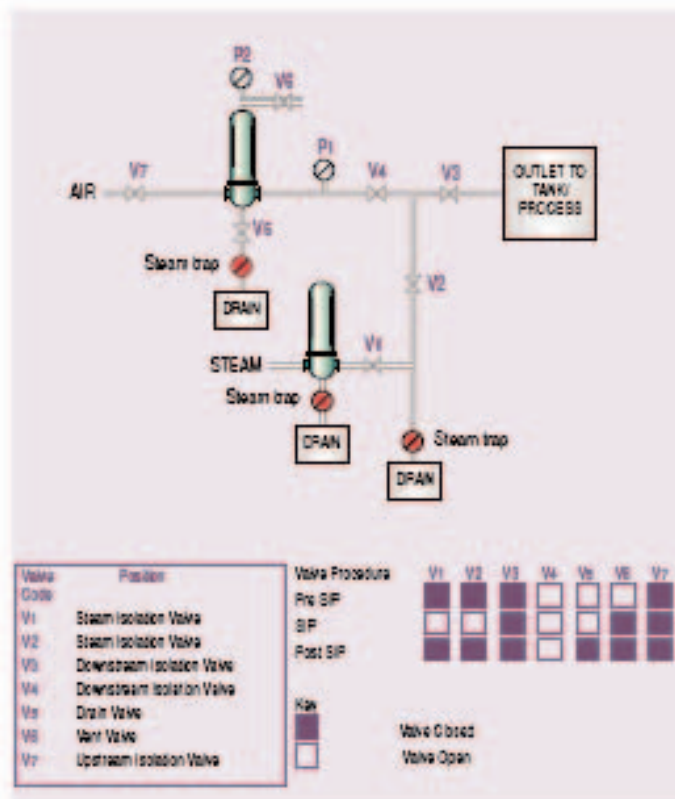 P2
V6
P1
V7
V4
V3
OUTLET TO
TANK/
PROCESS
AIR
V5
Steam trap
V2
DRAIN
V1
STEAM
Steam trap
DRAIN
Steam trap
DRAIN
Valve Position
Code
V1 Steam Isolation Valve
V2 Steam Isolation Valve
V3 Downstream Isolation Valve
V4 Downstream Isolation Valve
V5 Drain Valve
V6 Vent Valve
V7 Upstream Isolation Valve
Valve Procedure V1 V2 V3 V4 V5 V6 V7
Pre SIP
SIP
Post SIP
Key
Valve Closed
Valve Open